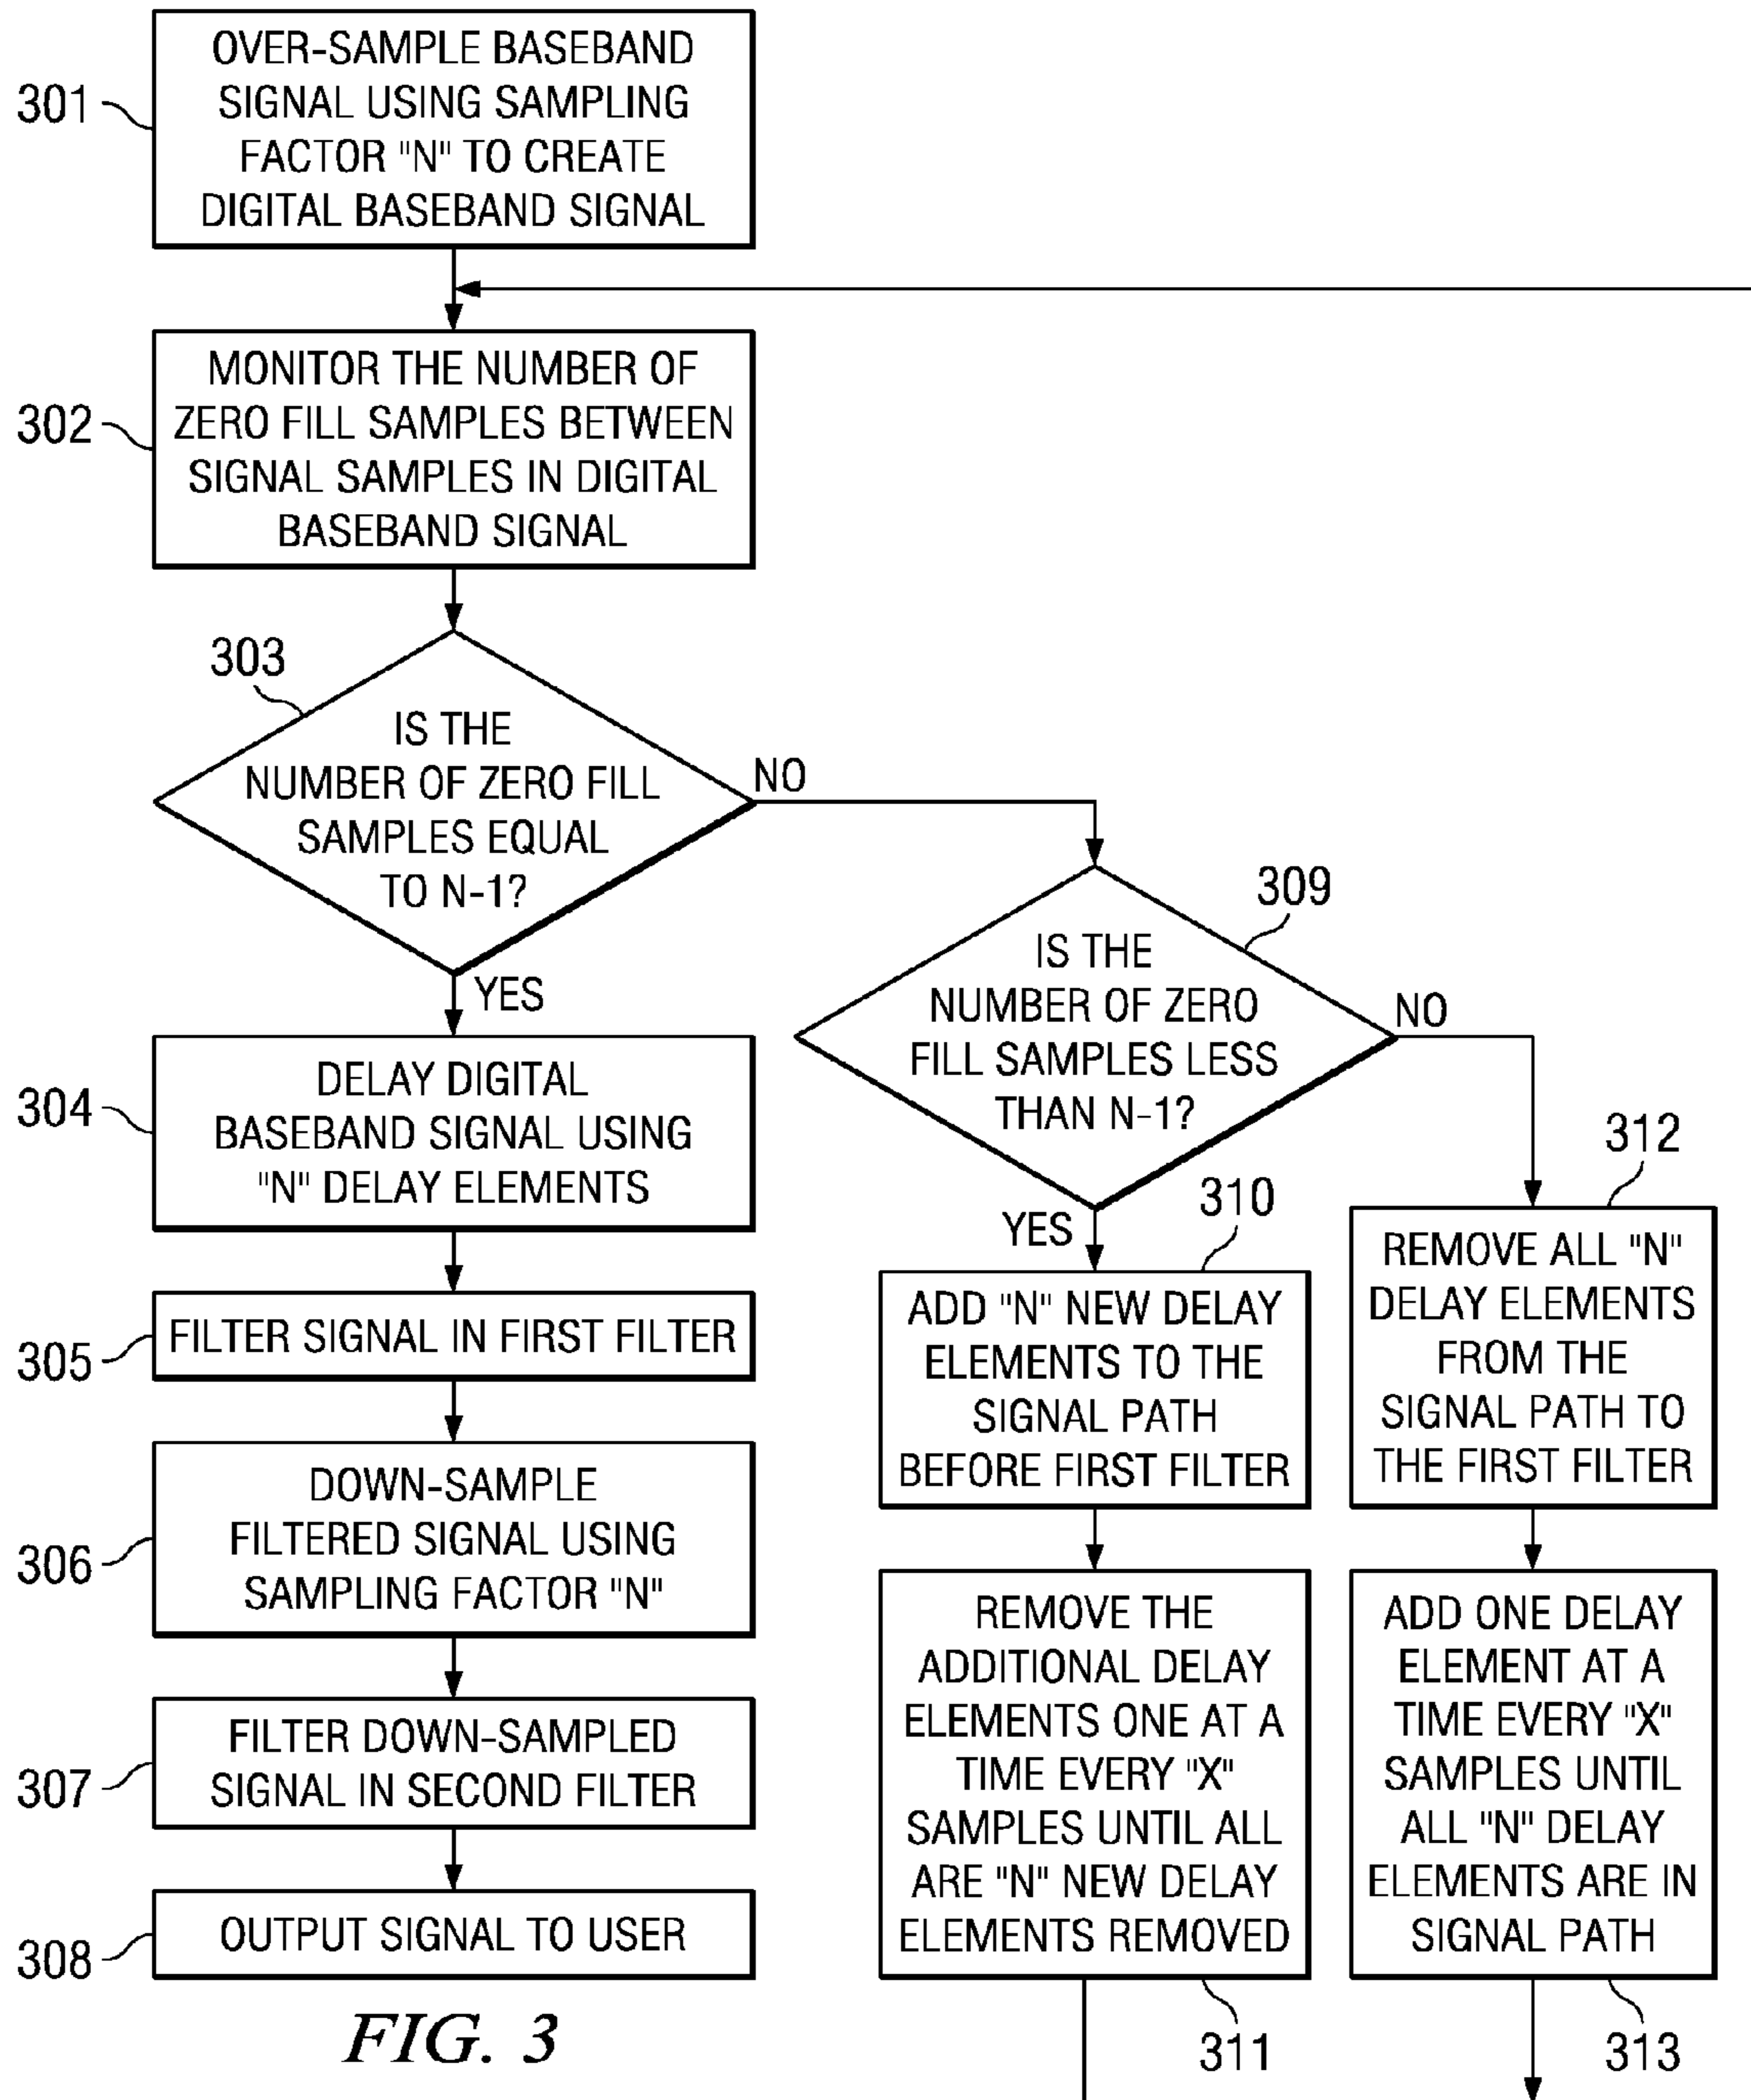 301
OVER-SAMPLE BASEBAND
SIGNAL USING SAMPLING
FACTOR "N" TO CREATE
DIGITAL BASEBAND SIGNAL
302
MONITOR THE NUMBER OF
ZERO FILL SAMPLES BETWEEN
SIGNAL SAMPLES IN DIGITAL
BASEBAND SIGNAL
303
IS THE
NUMBER OF ZERO FILL
SAMPLES EQUAL
TO N-1?
NO
YES
304
DELAY DIGITAL
BASEBAND SIGNAL USING
"N" DELAY ELEMENTS
305
FILTER SIGNAL IN FIRST FILTER
306
DOWN-SAMPLE
FILTERED SIGNAL USING
SAMPLING FACTOR "N"
307
FILTER DOWN-SAMPLED
SIGNAL IN SECOND FILTER
308
OUTPUT SIGNAL TO USER
309
IS THE
NUMBER OF ZERO
FILL SAMPLES LESS
THAN N-1?
NO
YES
310
ADD "N" NEW DELAY
ELEMENTS TO THE
SIGNAL PATH
BEFORE FIRST FILTER
REMOVE THE
ADDITIONAL DELAY
ELEMENTS ONE AT A
TIME EVERY "X"
SAMPLES UNTIL ALL
ARE "N" NEW DELAY
ELEMENTS REMOVED
311
312
REMOVE ALL "N"
DELAY ELEMENTS
FROM THE
SIGNAL PATH TO
THE FIRST FILTER
ADD ONE DELAY
ELEMENT AT A
TIME EVERY "X"
SAMPLES UNTIL
ALL "N" DELAY
ELEMENTS ARE IN
SIGNAL PATH
313
FIG. 3